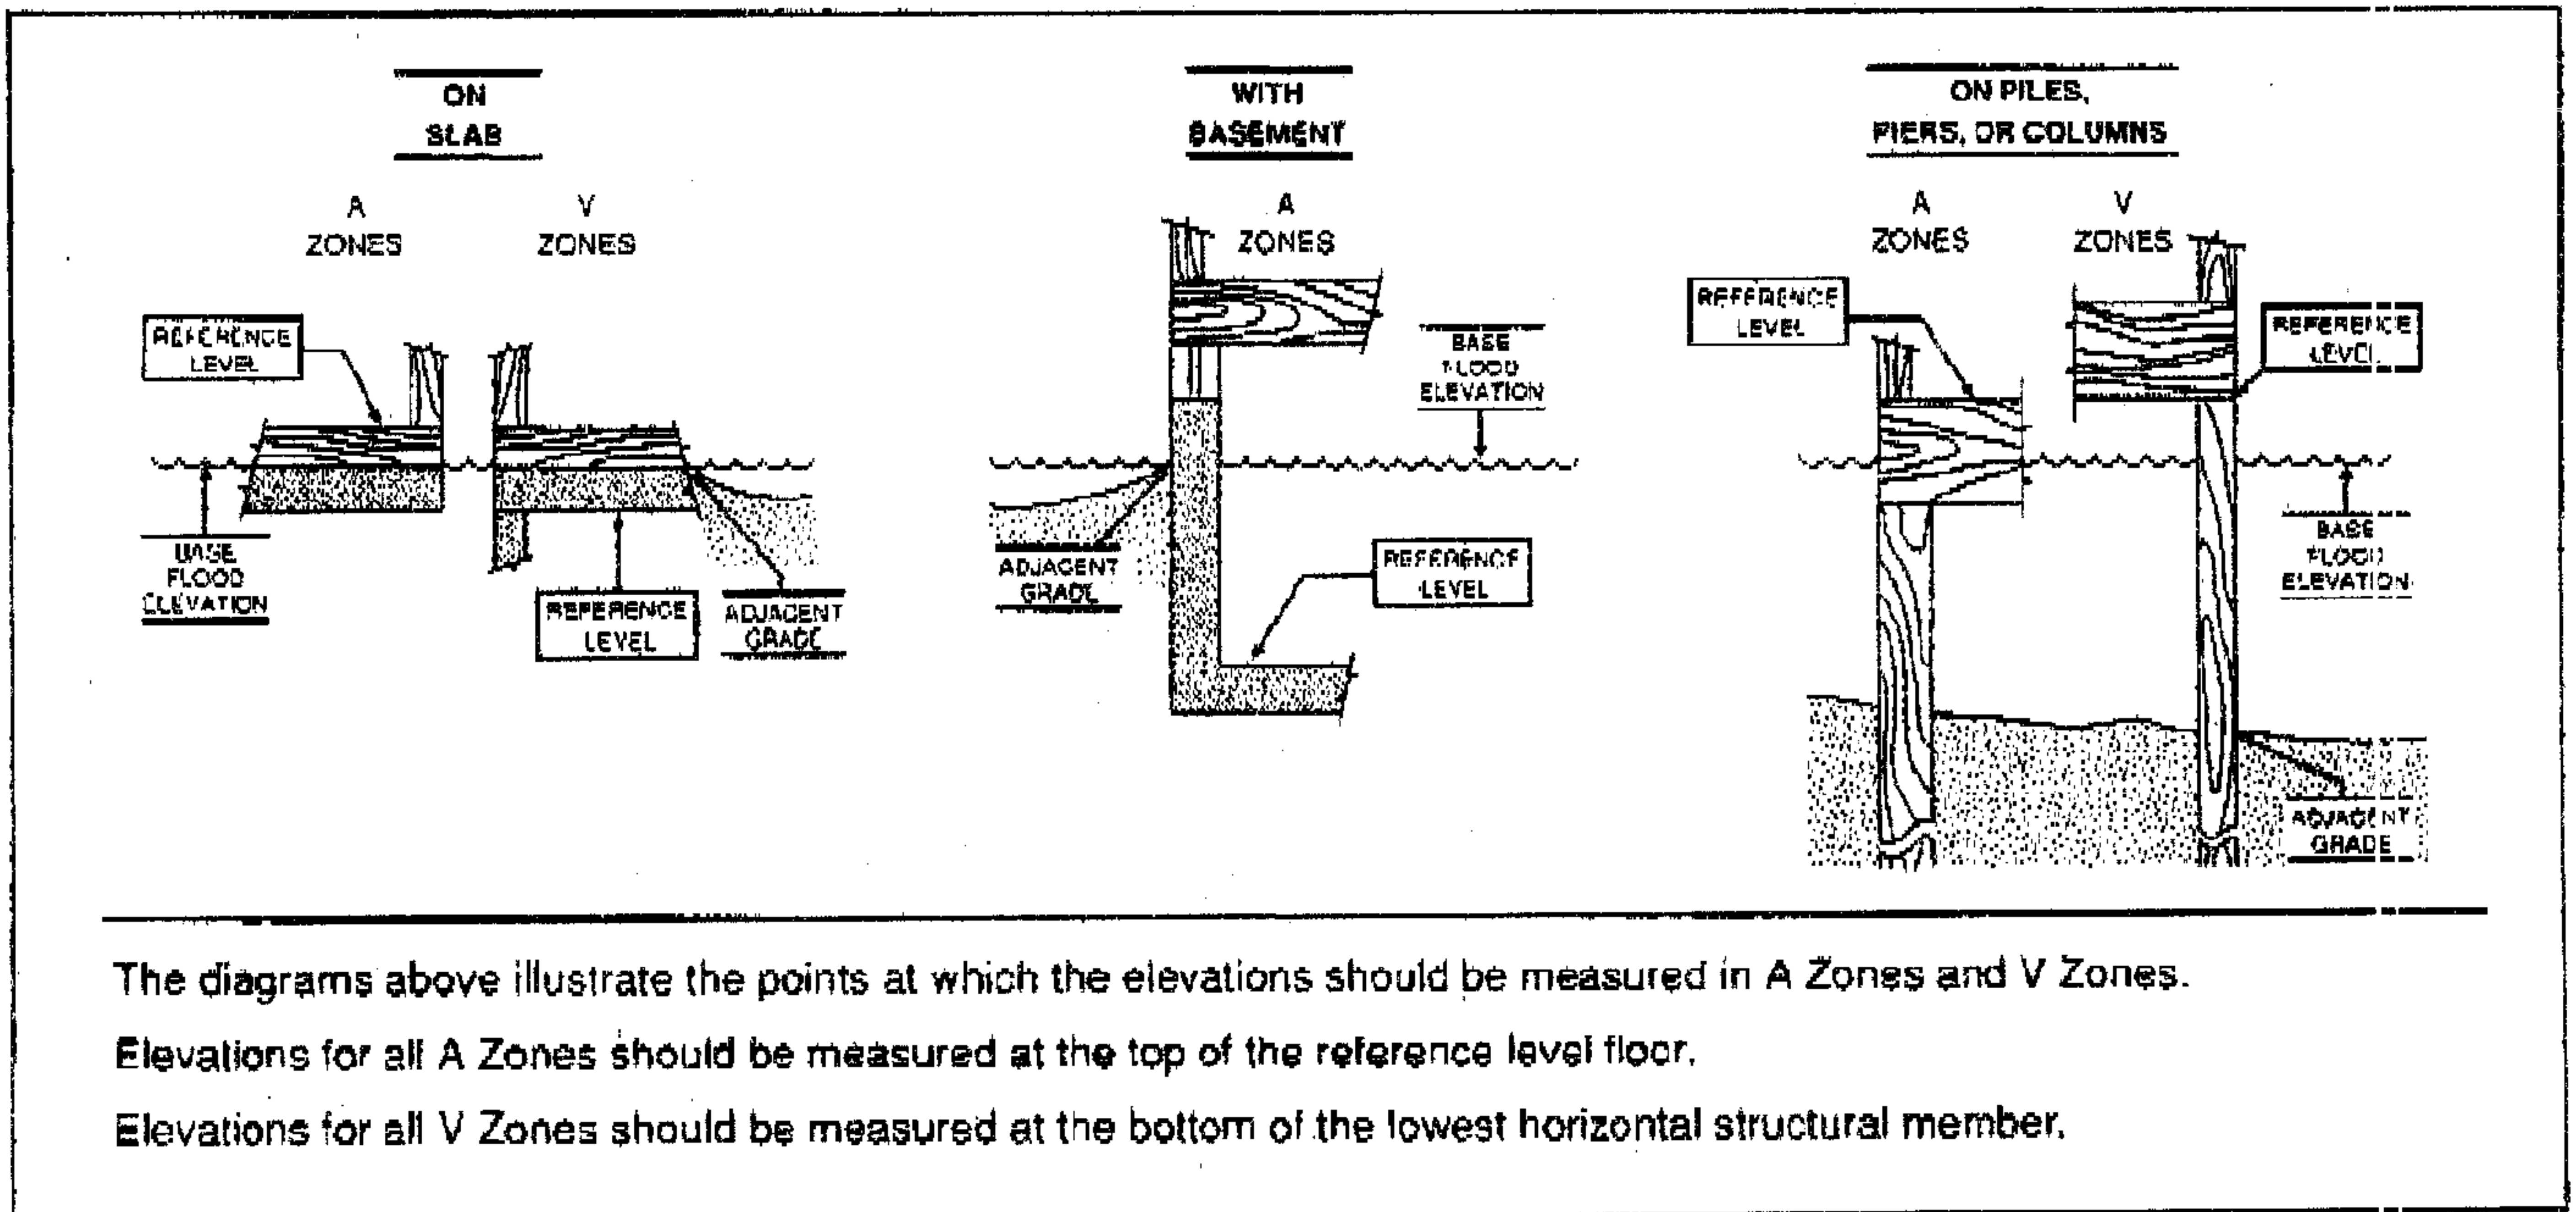 ON
SLAB
A
ZONES
V
ZONES
REFERENCE
LEVEL
BASE
FLOOD
ELEVATION
REFERENCE
LEVEL
ADJACENT
GRADE
WITH
BASEMENT
A
ZONES
BASE
FLOOD
ELEVATION
ADJACENT
GRADE
REFERENCE
LEVEL
ON PILES,
PIERS, OR COLUMNS
A
ZONES
V
ZONES
REFERENCE
LEVEL
REFERENCE
LEVEL
BASE
FLOOD
ELEVATION
ADJACENT
GRADE
The diagrams above illustrate the points at which the elevations should be measured in A Zones and V Zones.
Elevations for all A Zones should be measured at the top of the reference level floor.
Elevations for all V Zones should be measured at the bottom of the lowest horizontal structural member.